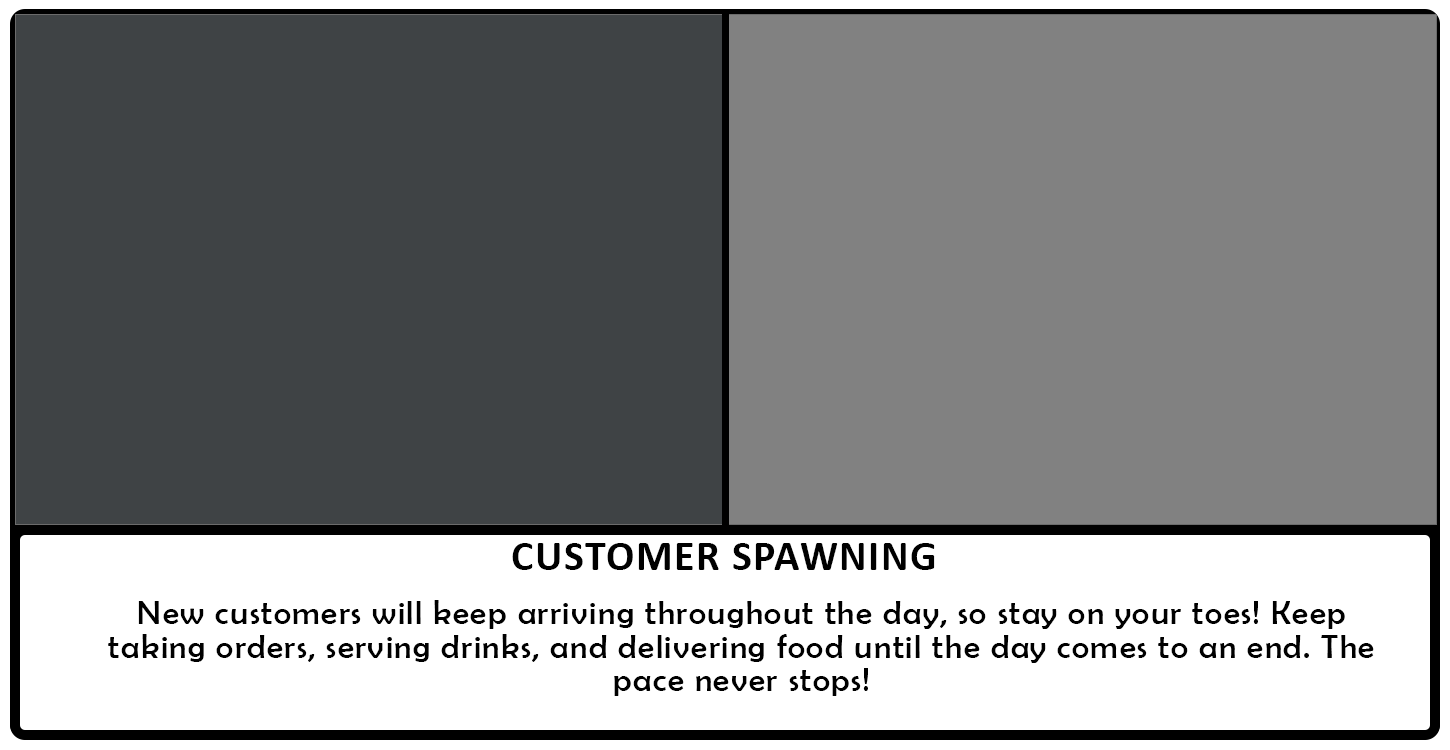 CUSTOMER SPAWNING
New customers will keep arriving throughout the day, so stay on your toes! Keep
taking orders, serving drinks, and delivering food until the day comes to an end. The
pace never stops!